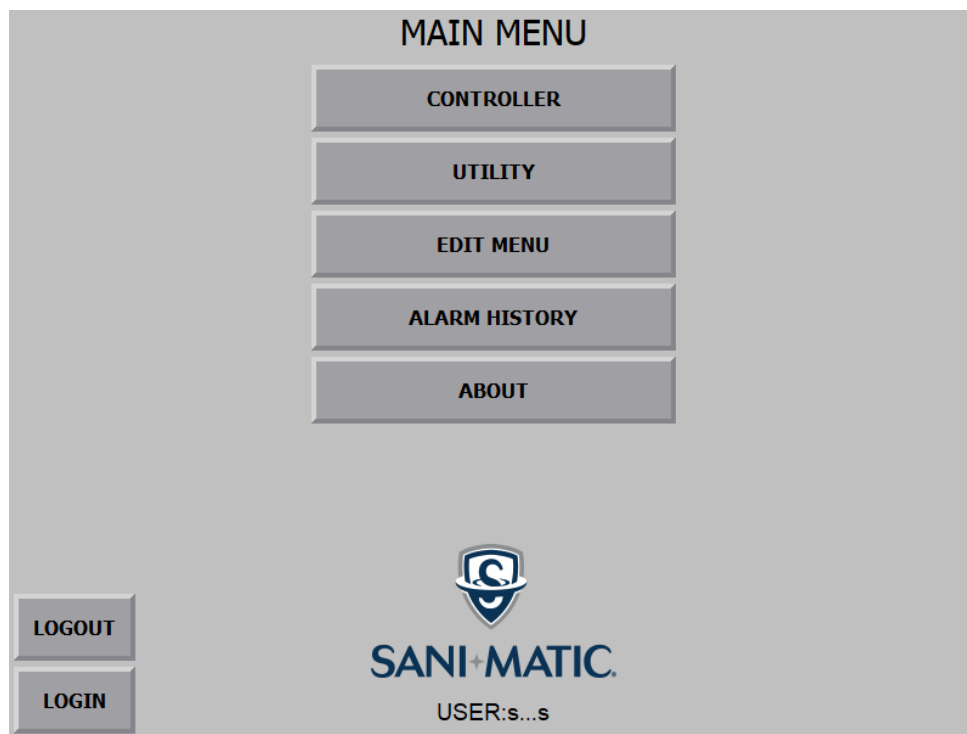 MAIN MENU
CONTROLLER
UTILITY
EDIT MENU
ALARM HISTORY
ABOUT
LOGOUT
LOGIN
S
SANI MATIC.
USER:s...s